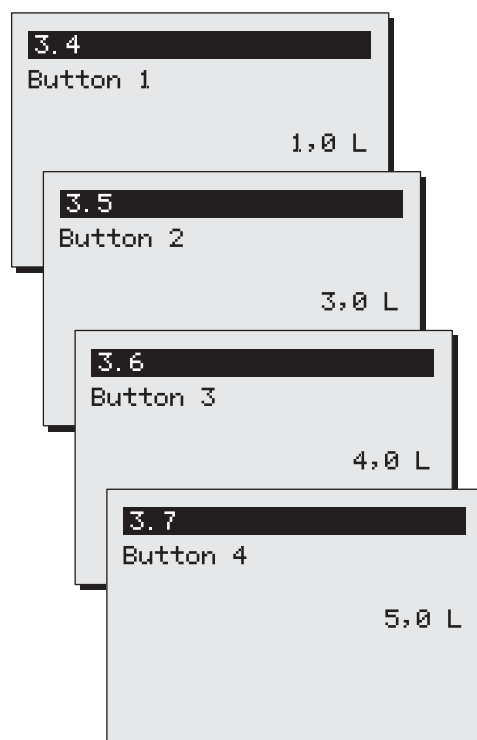 3.4
Button 1
1,0 L
3.5
Button 2
3,0 L
3.6
Button 3
4,0 L
3.7
Button 4
5,0 L